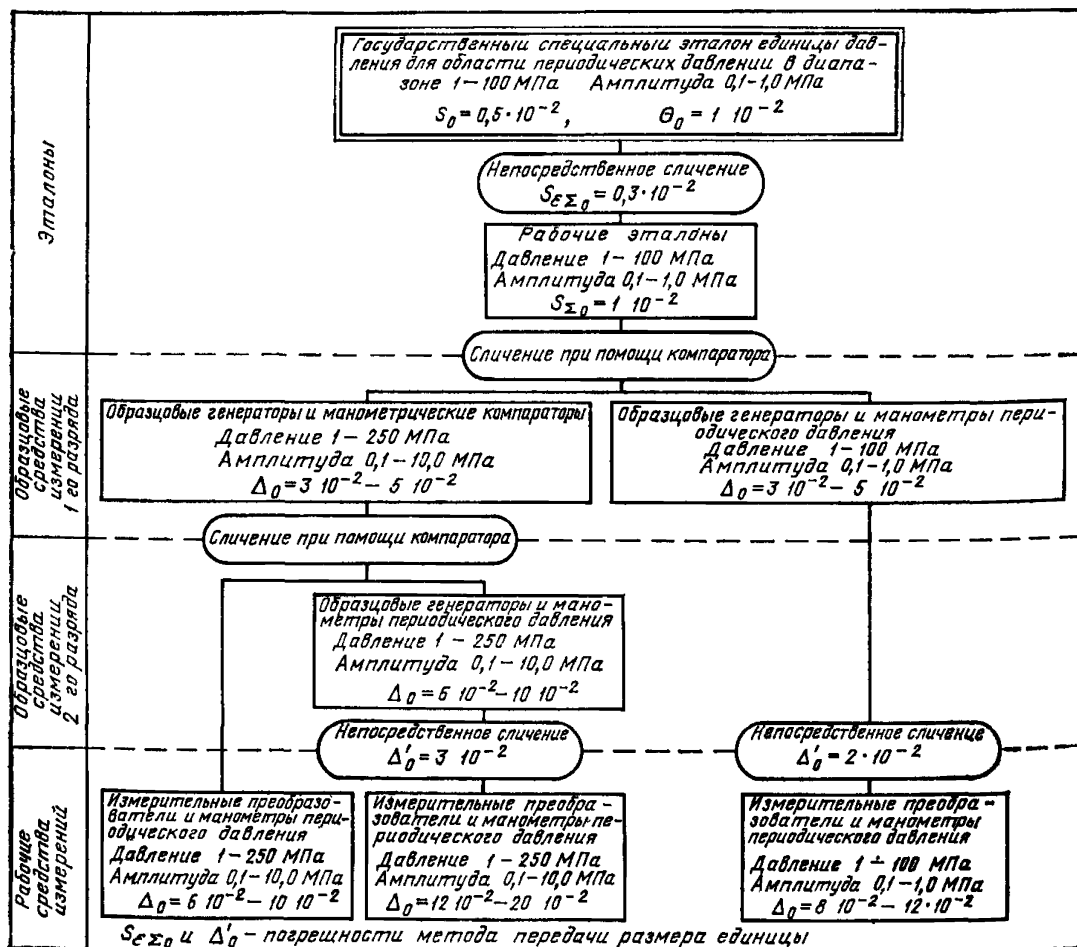 Эталоны
Государственный специальный эталон единицы дав-
ления для области периодических давлении в диапа-
зоне 1 – 100 МПа Амплитуда 0,1–1,0 МПа
S₀ = 0,5·10⁻², Θ₀ = 1 10⁻²
Непосредственное сличение
S_εΣ₀ = 0,3·10⁻²
Рабочие эталоны
Давление 1 – 100 МПа
Амплитуда 0,1–1,0 МПа
S_Σ₀ = 1 10⁻²
Сличение при помощи компаратора
Образцовые
средства
измерении
1 го разряда
Образцовые генераторы и манометрические компараторы
Давление 1 – 250 МПа
Амплитуда 0,1–10,0 МПа
Δ₀ = 3 10⁻² – 5 10⁻²
Образцовые генераторы и манометры пери-
одического давления
Давление 1–100 МПа
Амплитуда 0,1–1,0 МПа
Δ₀ = 3 10⁻² – 5 10⁻²
Сличение при помощи компаратора
Образцовые
средства
измерении
2 го разряда
Образцовые генераторы и мано-
метры периодического давления
Давление 1 – 250 МПа
Амплитуда 0,1–10,0 МПа
Δ₀ = 6 10⁻² – 10 10⁻²
Непосредственное сличение
Δ′₀ = 3 10⁻²
Непосредственное сличение
Δ′₀ = 2·10⁻²
Рабочие
средства
измерений
Измерительные преобразо-
ватели и манометры пери-
одического давления
Давление 1–250 МПа
Амплитуда 0,1–10,0 МПа
Δ₀ = 6 10⁻² – 10 10⁻²
Измерительные преобра-
зователи и манометры пе-
риодического давления
Давление 1 – 250 МПа
Амплитуда 0,1–10,0 МПа
Δ₀ = 12 10⁻² – 20 10⁻²
Измерительные преобра-
зователи и манометры
периодического давления
Давление 1 ÷ 100 МПа
Амплитуда 0,1–1,0 МПа
Δ₀ = 8 10⁻² – 12·10⁻²
S_εΣ₀ и Δ′₀ – погрешности метода передачи размера единицы